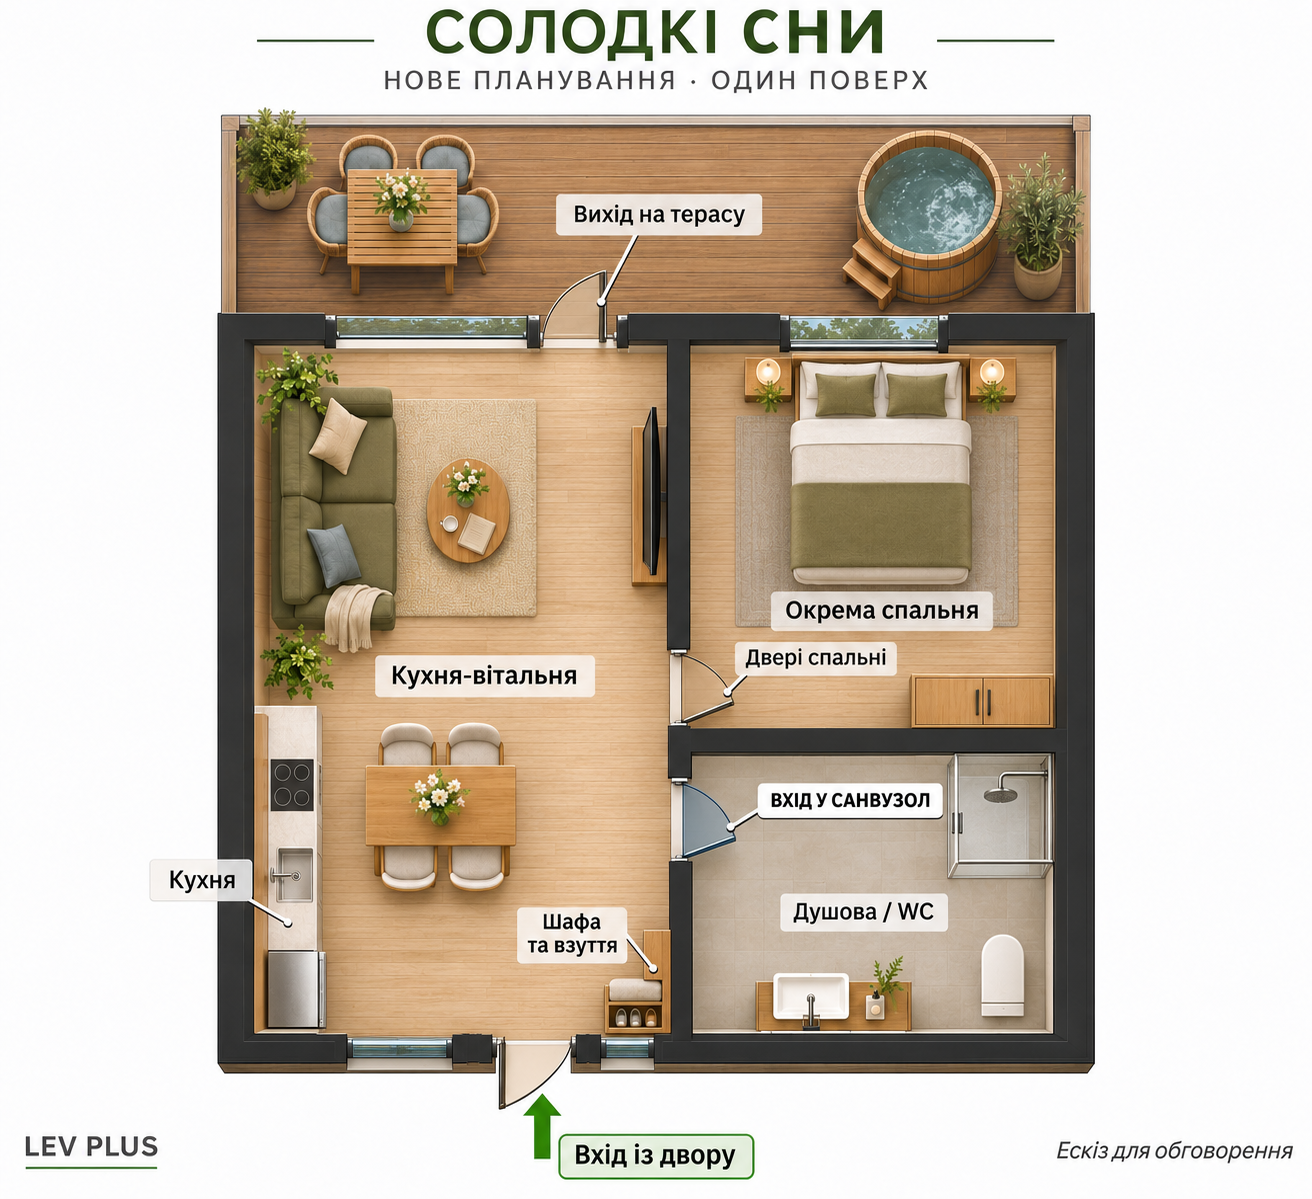 СОЛОДКІ СНИ
НОВЕ ПЛАНУВАННЯ · ОДИН ПОВЕРХ
Вихід на терасу
Окрема спальня
Двері спальні
Кухня-вітальня
ВХІД У САНВУЗОЛ
Кухня
Душова / WC
Шафа
та взуття
LEV PLUS
Вхід із двору
Ескіз для обговорення